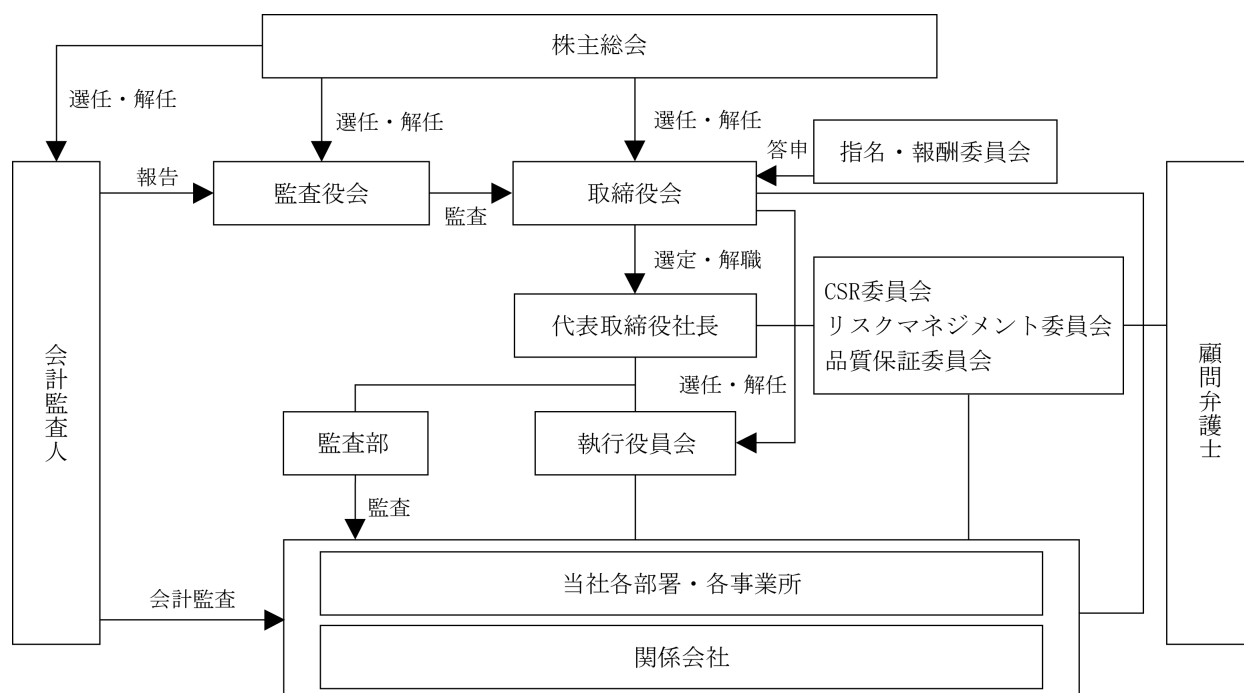 株主総会
選任・解任
選任・解任
選任・解任
指名・報酬委員会
答申
報告
監査役会
監査
取締役会
選定・解職
代表取締役社長
CSR委員会
リスクマネジメント委員会
品質保証委員会
会計監査人
顧問弁護士
選任・解任
監査部
執行役員会
監査
当社各部署・各事業所
会計監査
関係会社